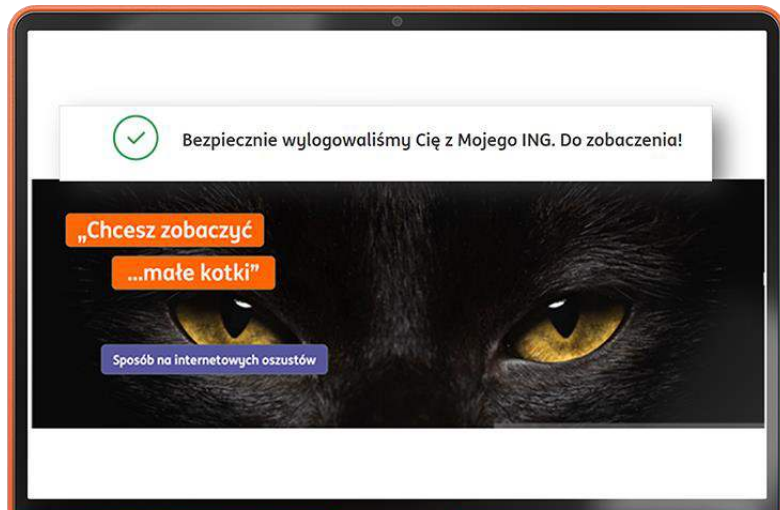 Bezpiecznie wylogowaliśmy Cię z Mojego ING. Do zobaczenia!
„Chcesz zobaczyć
...małe kotki”
Sposób na internetowych oszustów